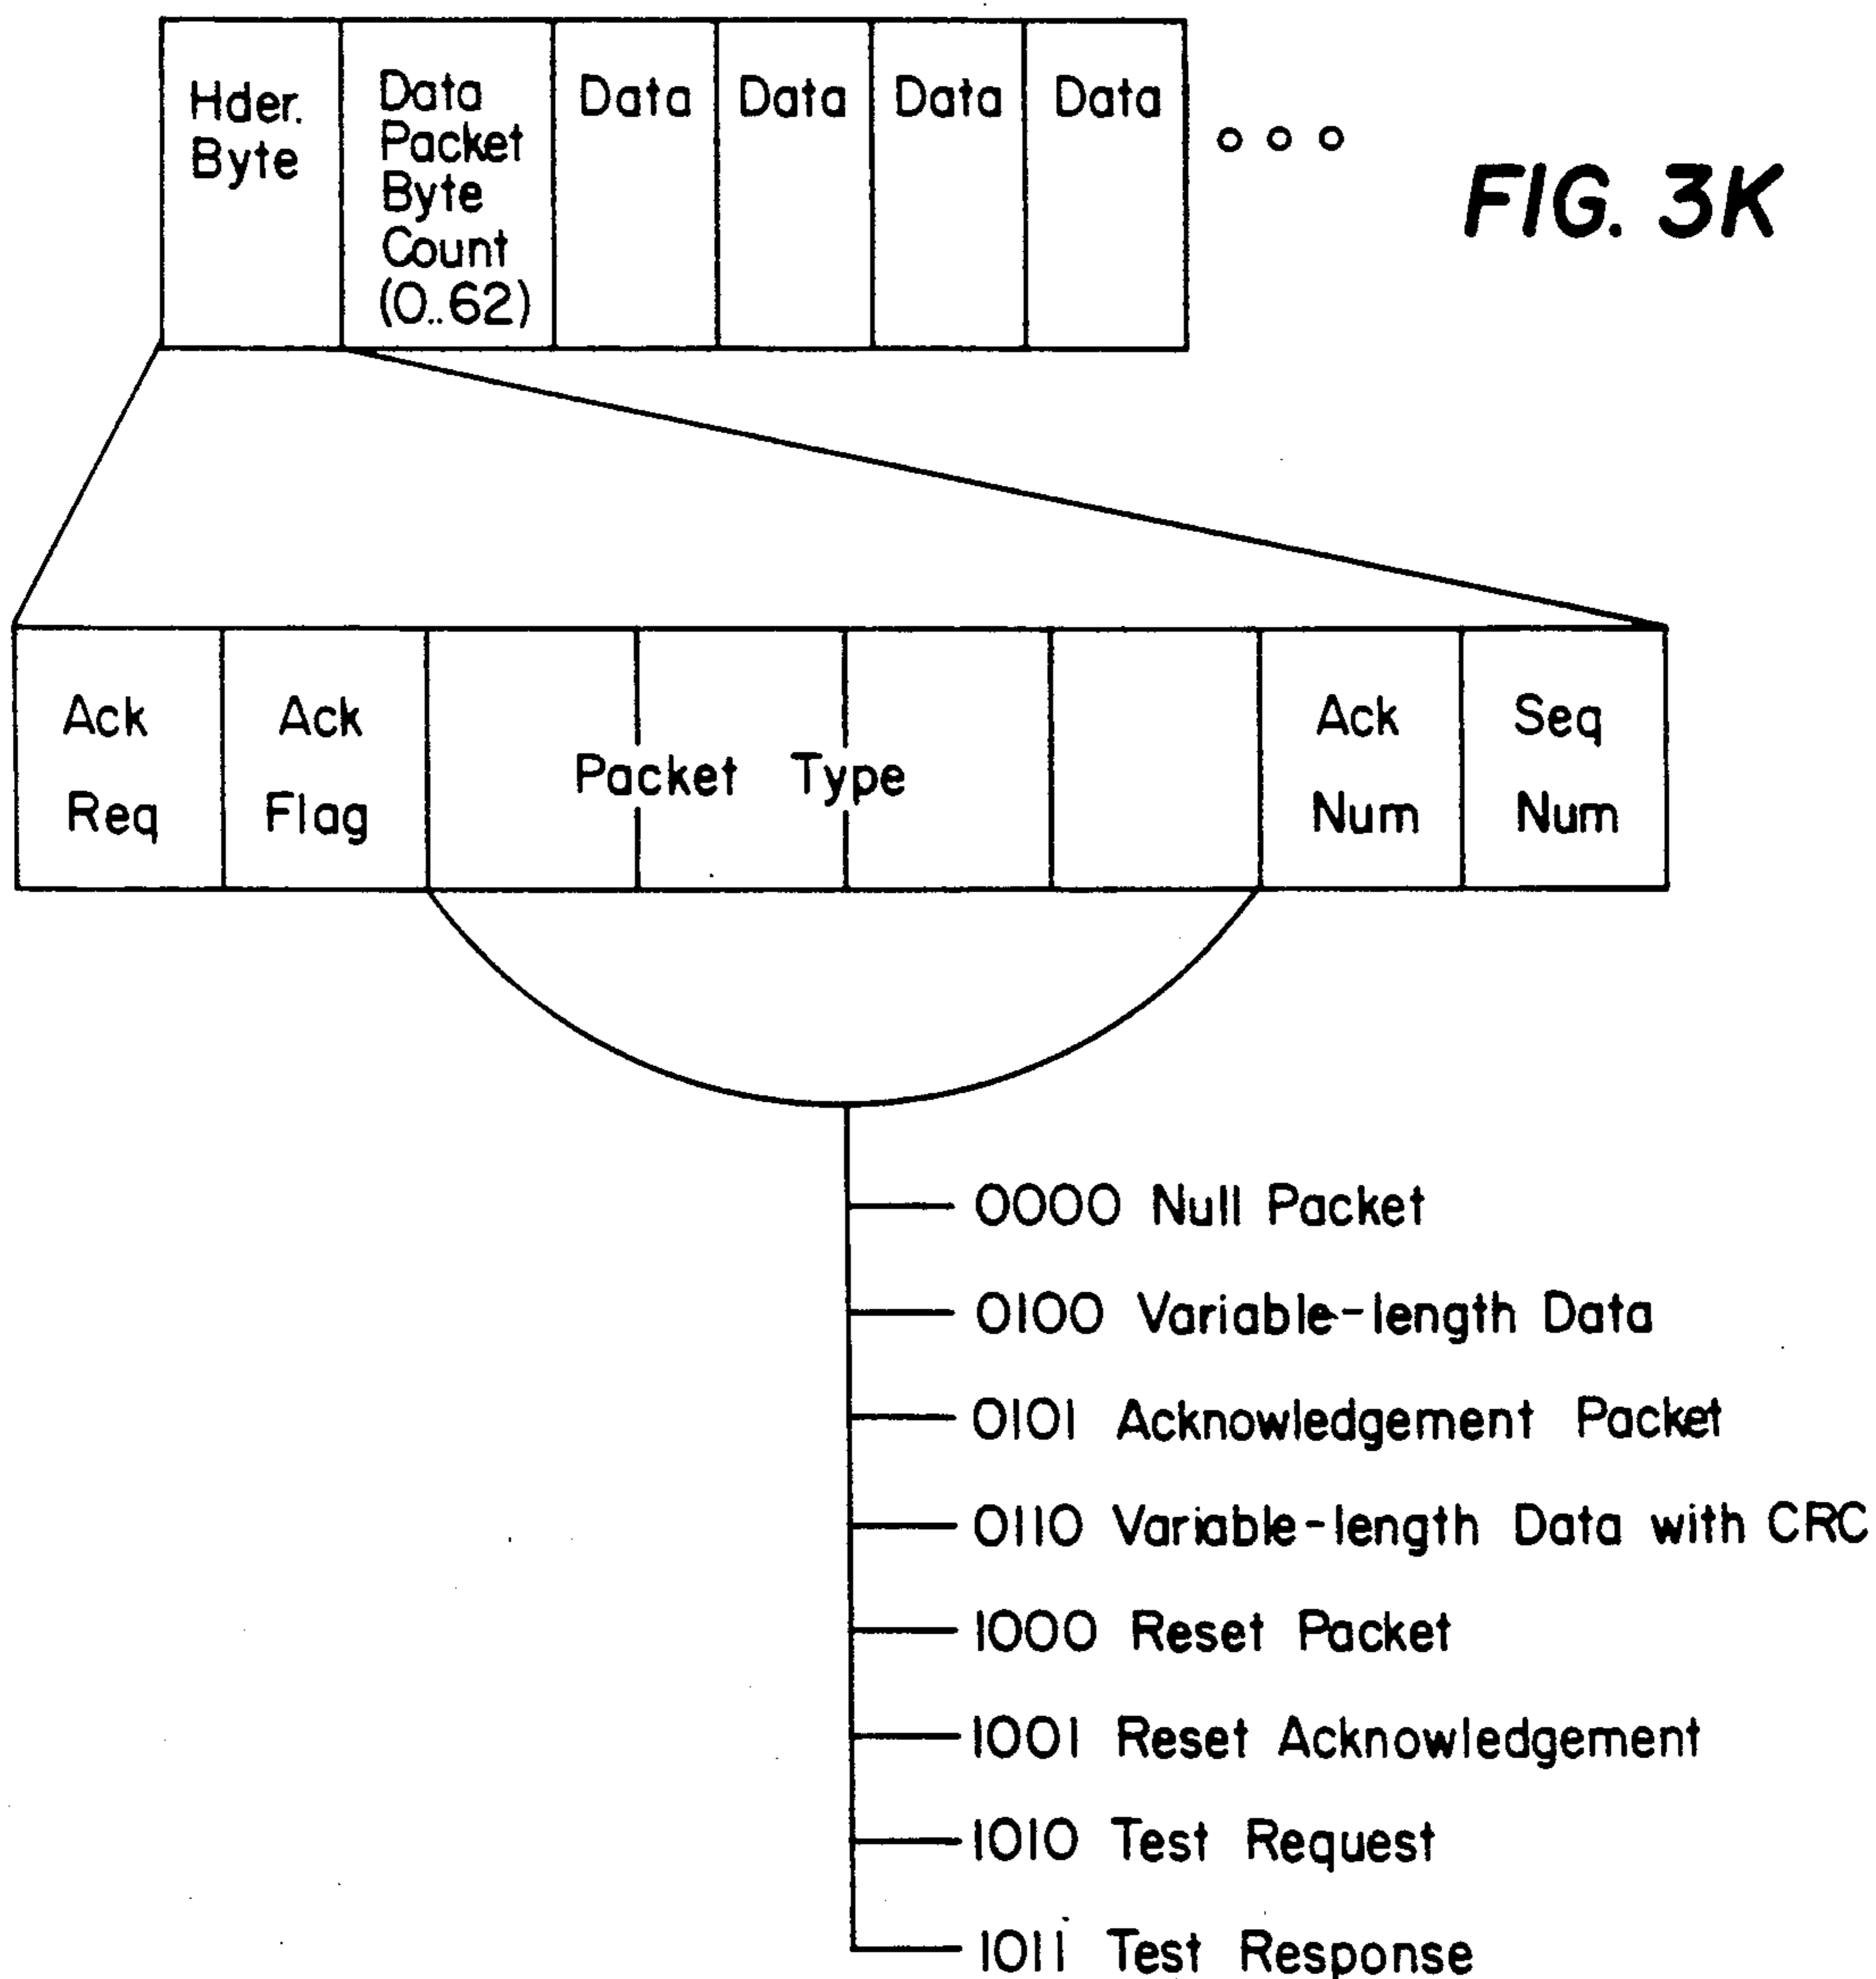 Hder.
Byte
Data
Packet
Byte
Count
(0..62)
Data
Data
Data
Data
FIG. 3K
Ack
Req
Ack
Flag
Packet Type
Ack
Num
Seq
Num
0000 Null Packet
0100 Variable-length Data
0101 Acknowledgement Packet
0110 Variable-length Data with CRC
1000 Reset Packet
1001 Reset Acknowledgement
1010 Test Request
1011 Test Response